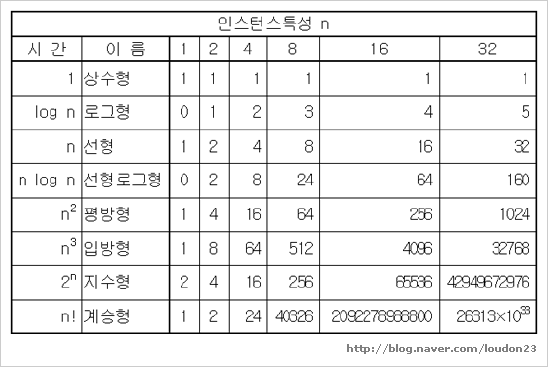 인스턴스특성 n
시 간 이 름 1 2 4 8 16 32
1 상수형 1 1 1 1 1 1
log n 로그형 0 1 2 3 4 5
n 선형 1 2 4 8 16 32
n log n 선형로그형 0 2 8 24 64 160
n² 평방형 1 4 16 64 256 1024
n³ 입방형 1 8 64 512 4096 32768
2ⁿ 지수형 2 4 16 256 65536 42949672976
n! 계승형 1 2 24 40326 2092278988800 26313×10³³
http://blog.naver.com/loudon23